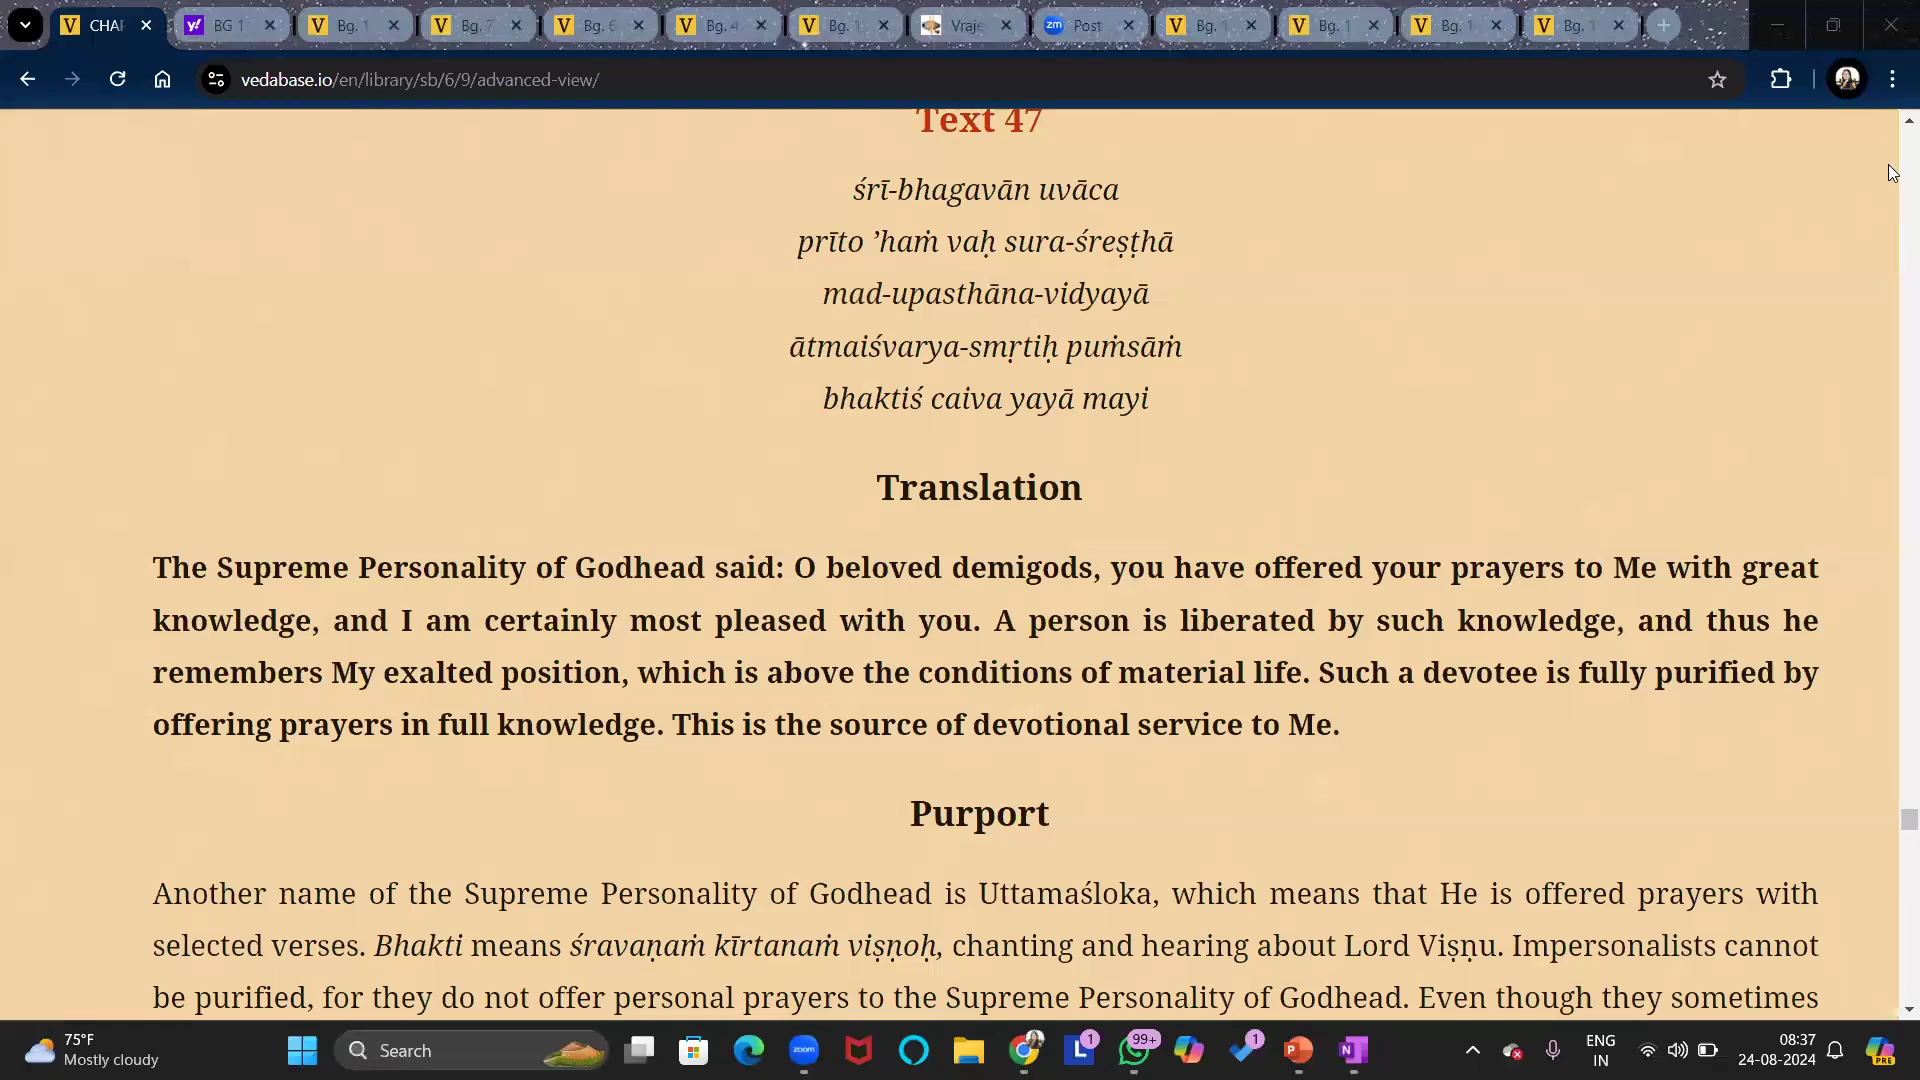 CHAP
BG 1
Bg. 1
Bg. 7
Bg. 6
Bg. 4
Bg. 1
Vraje
zm
Post
Bg. 1
Bg. 1
Bg. 1
Bg. 1
vedabase.io/en/library/sb/6/9/advanced-view/
Text 47
śrī-bhagavān uvāca
prīto ’haṁ vaḥ sura-śreṣṭhā
mad-upasthāna-vidyayā
ātmaiśvarya-smṛtiḥ puṁsāṁ
bhaktiś caiva yayā mayi
Translation
The Supreme Personality of Godhead said: O beloved demigods, you have offered your prayers to Me with great
knowledge, and I am certainly most pleased with you. A person is liberated by such knowledge, and thus he
remembers My exalted position, which is above the conditions of material life. Such a devotee is fully purified by
offering prayers in full knowledge. This is the source of devotional service to Me.
Purport
Another name of the Supreme Personality of Godhead is Uttamaśloka, which means that He is offered prayers with
selected verses. Bhakti means śravaṇaṁ kīrtanaṁ viṣṇoḥ, chanting and hearing about Lord Viṣṇu. Impersonalists cannot
be purified, for they do not offer personal prayers to the Supreme Personality of Godhead. Even though they sometimes
75°F
Mostly cloudy
Search
zoom
1
99+
1
ENG
IN
08:37
24-08-2024
PRE